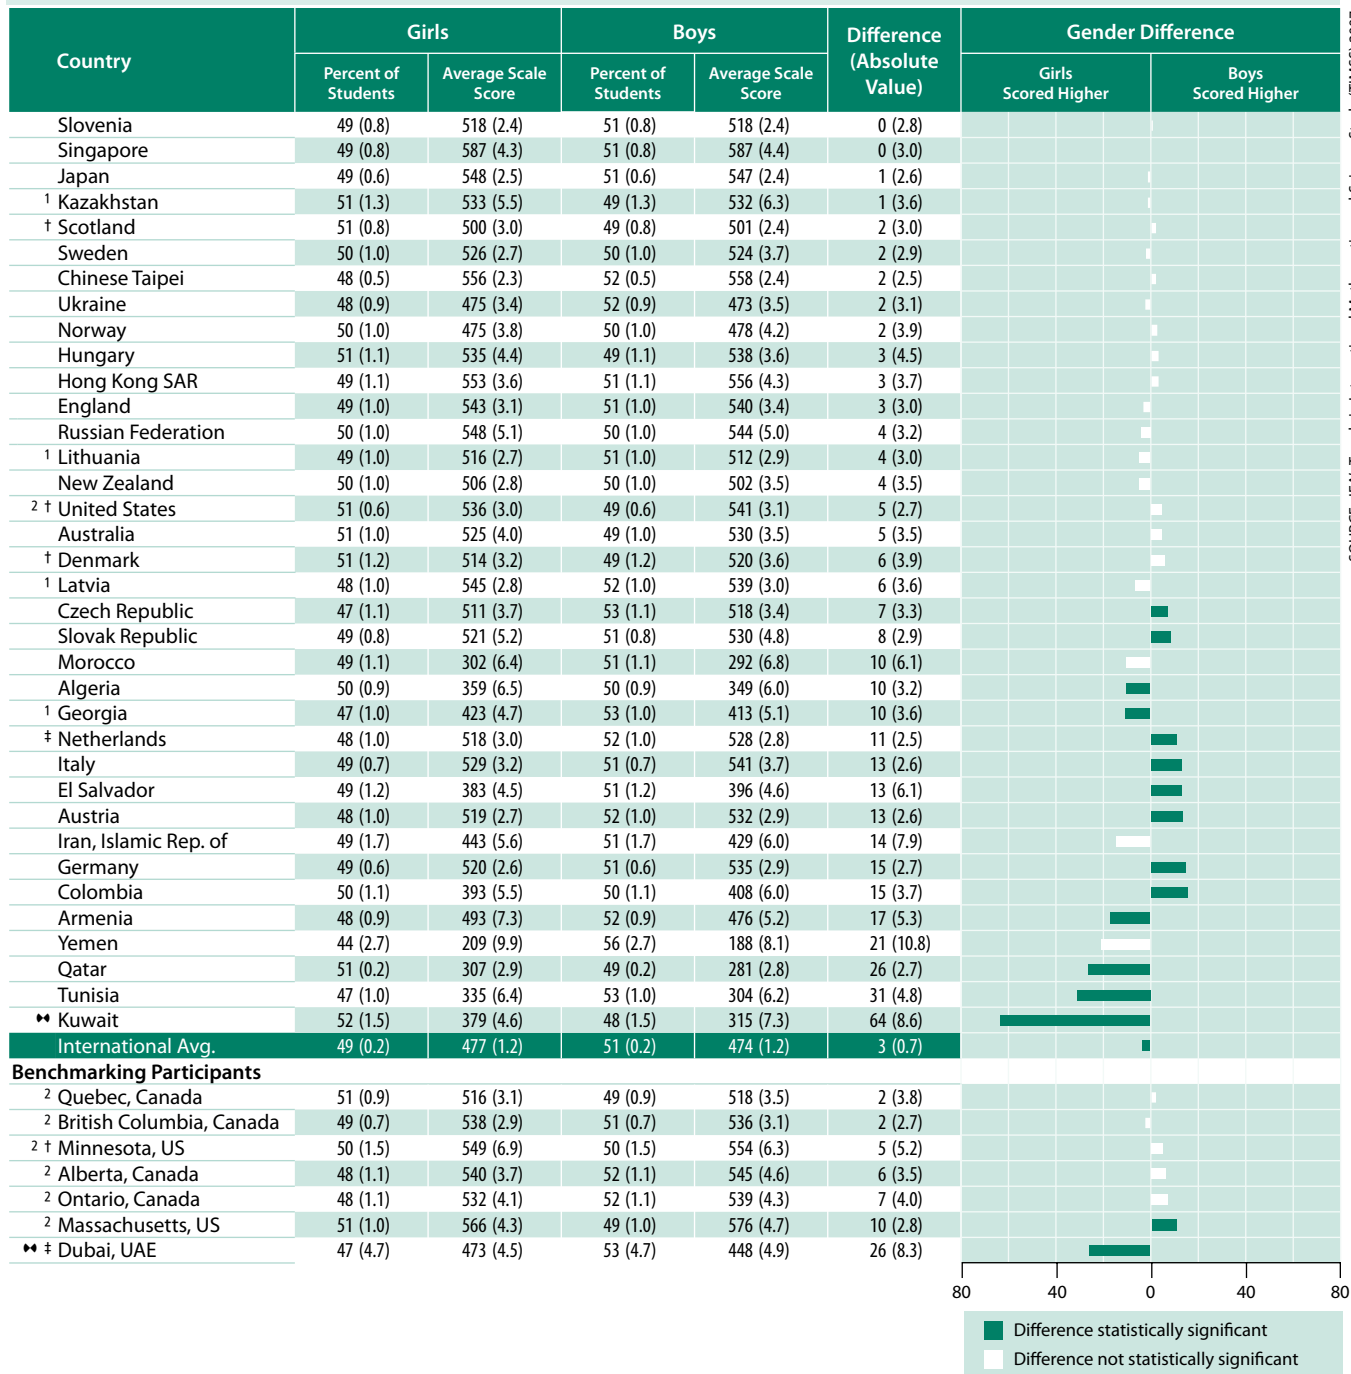 Country Girls Boys Difference (Absolute Value) Gender Difference
Percent of Students Average Scale Score Percent of Students Average Scale Score Girls Scored Higher Boys Scored Higher
Slovenia 49 (0.8) 518 (2.4) 51 (0.8) 518 (2.4) 0 (2.8)
Singapore 49 (0.8) 587 (4.3) 51 (0.8) 587 (4.4) 0 (3.0)
Japan 49 (0.6) 548 (2.5) 51 (0.6) 547 (2.4) 1 (2.6)
1 Kazakhstan 51 (1.3) 533 (5.5) 49 (1.3) 532 (6.3) 1 (3.6)
† Scotland 51 (0.8) 500 (3.0) 49 (0.8) 501 (2.4) 2 (3.0)
Sweden 50 (1.0) 526 (2.7) 50 (1.0) 524 (3.7) 2 (2.9)
Chinese Taipei 48 (0.5) 556 (2.3) 52 (0.5) 558 (2.4) 2 (2.5)
Ukraine 48 (0.9) 475 (3.4) 52 (0.9) 473 (3.5) 2 (3.1)
Norway 50 (1.0) 475 (3.8) 50 (1.0) 478 (4.2) 2 (3.9)
Hungary 51 (1.1) 535 (4.4) 49 (1.1) 538 (3.6) 3 (4.5)
Hong Kong SAR 49 (1.1) 553 (3.6) 51 (1.1) 556 (4.3) 3 (3.7)
England 49 (1.0) 543 (3.1) 51 (1.0) 540 (3.4) 3 (3.0)
Russian Federation 50 (1.0) 548 (5.1) 50 (1.0) 544 (5.0) 4 (3.2)
1 Lithuania 49 (1.0) 516 (2.7) 51 (1.0) 512 (2.9) 4 (3.0)
New Zealand 50 (1.0) 506 (2.8) 50 (1.0) 502 (3.5) 4 (3.5)
2 † United States 51 (0.6) 536 (3.0) 49 (0.6) 541 (3.1) 5 (2.7)
Australia 51 (1.0) 525 (4.0) 49 (1.0) 530 (3.5) 5 (3.5)
† Denmark 51 (1.2) 514 (3.2) 49 (1.2) 520 (3.6) 6 (3.9)
1 Latvia 48 (1.0) 545 (2.8) 52 (1.0) 539 (3.0) 6 (3.6)
Czech Republic 47 (1.1) 511 (3.7) 53 (1.1) 518 (3.4) 7 (3.3)
Slovak Republic 49 (0.8) 521 (5.2) 51 (0.8) 530 (4.8) 8 (2.9)
Morocco 49 (1.1) 302 (6.4) 51 (1.1) 292 (6.8) 10 (6.1)
Algeria 50 (0.9) 359 (6.5) 50 (0.9) 349 (6.0) 10 (3.2)
1 Georgia 47 (1.0) 423 (4.7) 53 (1.0) 413 (5.1) 10 (3.6)
‡ Netherlands 48 (1.0) 518 (3.0) 52 (1.0) 528 (2.8) 11 (2.5)
Italy 49 (0.7) 529 (3.2) 51 (0.7) 541 (3.7) 13 (2.6)
El Salvador 49 (1.2) 383 (4.5) 51 (1.2) 396 (4.6) 13 (6.1)
Austria 48 (1.0) 519 (2.7) 52 (1.0) 532 (2.9) 13 (2.6)
Iran, Islamic Rep. of 49 (1.7) 443 (5.6) 51 (1.7) 429 (6.0) 14 (7.9)
Germany 49 (0.6) 520 (2.6) 51 (0.6) 535 (2.9) 15 (2.7)
Colombia 50 (1.1) 393 (5.5) 50 (1.1) 408 (6.0) 15 (3.7)
Armenia 48 (0.9) 493 (7.3) 52 (0.9) 476 (5.2) 17 (5.3)
Yemen 44 (2.7) 209 (9.9) 56 (2.7) 188 (8.1) 21 (10.8)
Qatar 51 (0.2) 307 (2.9) 49 (0.2) 281 (2.8) 26 (2.7)
Tunisia 47 (1.0) 335 (6.4) 53 (1.0) 304 (6.2) 31 (4.8)
Kuwait 52 (1.5) 379 (4.6) 48 (1.5) 315 (7.3) 64 (8.6)
International Avg. 49 (0.2) 477 (1.2) 51 (0.2) 474 (1.2) 3 (0.7)
Benchmarking Participants
2 Quebec, Canada 51 (0.9) 516 (3.1) 49 (0.9) 518 (3.5) 2 (3.8)
2 British Columbia, Canada 49 (0.7) 538 (2.9) 51 (0.7) 536 (3.1) 2 (2.7)
2 † Minnesota, US 50 (1.5) 549 (6.9) 50 (1.5) 554 (6.3) 5 (5.2)
2 Alberta, Canada 48 (1.1) 540 (3.7) 52 (1.1) 545 (4.6) 6 (3.5)
2 Ontario, Canada 48 (1.1) 532 (4.1) 52 (1.1) 539 (4.3) 7 (4.0)
2 Massachusetts, US 51 (1.0) 566 (4.3) 49 (1.0) 576 (4.7) 10 (2.8)
‡ Dubai, UAE 47 (4.7) 473 (4.5) 53 (4.7) 448 (4.9) 26 (8.3)
80 40 0 40 80
Difference statistically significant
Difference not statistically significant